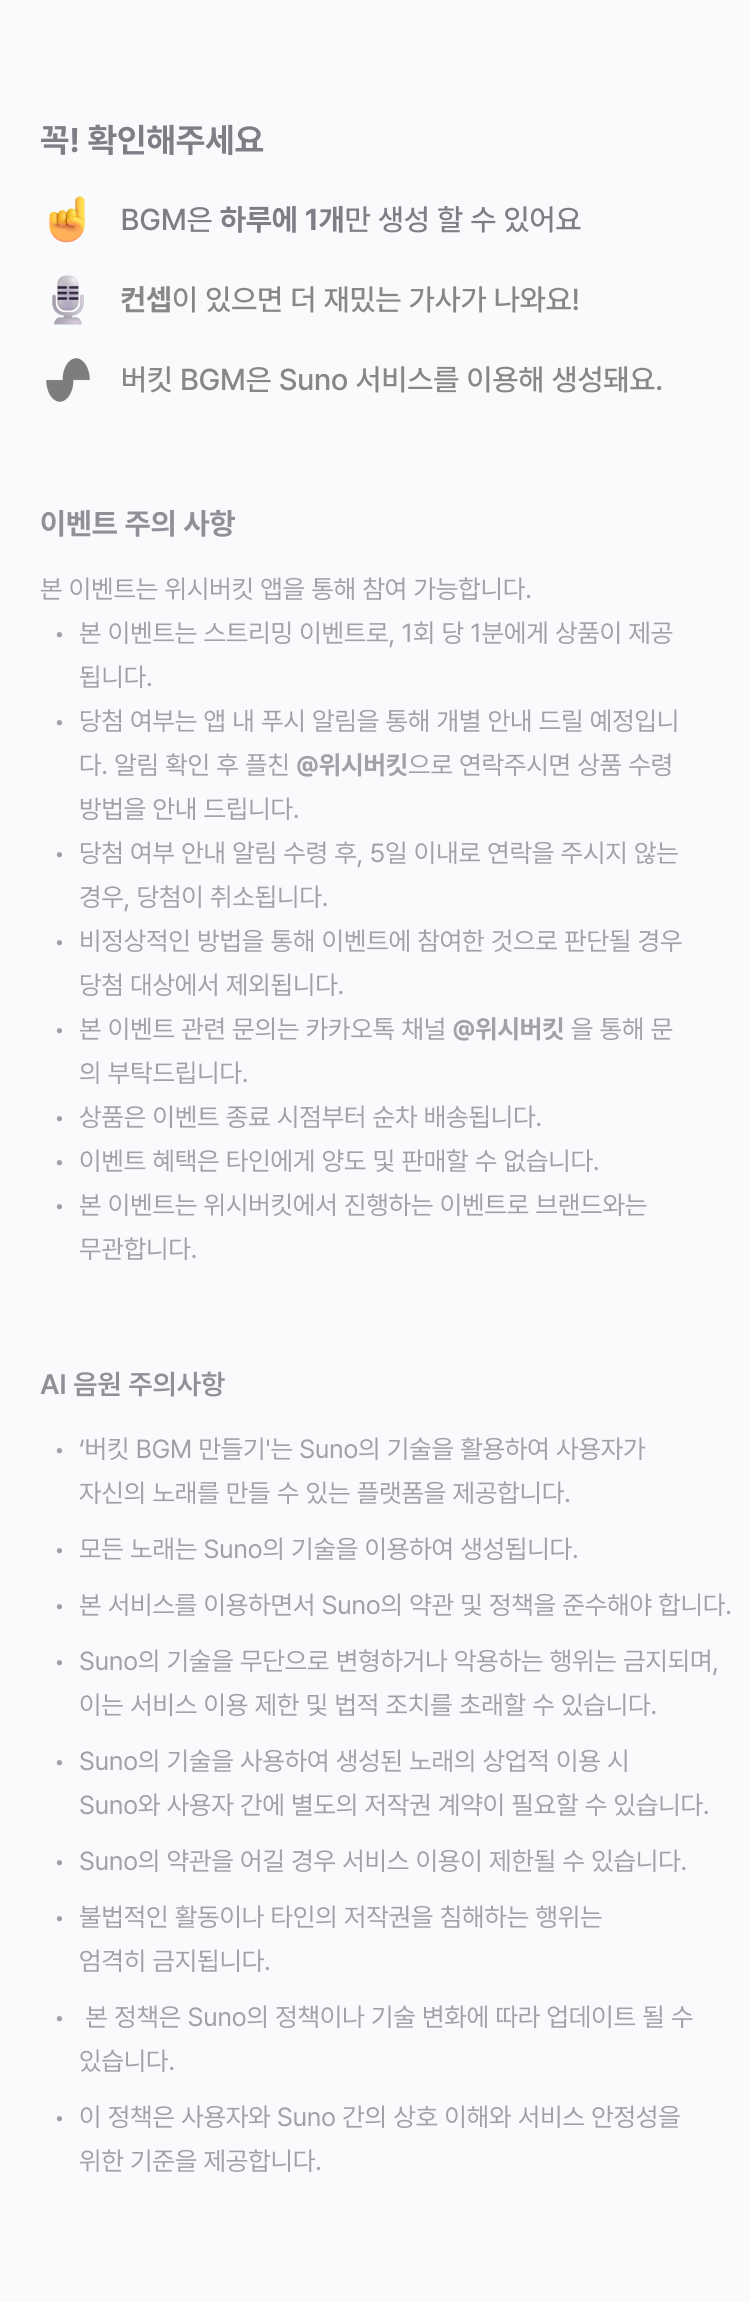 꼭! 확인해주세요
BGM은 하루에 1개만 생성 할 수 있어요
컨셉이 있으면 더 재밌는 가사가 나와요!
버킷 BGM은 Suno 서비스를 이용해 생성돼요.
이벤트 주의 사항
본 이벤트는 위시버킷 앱을 통해 참여 가능합니다.
• 본 이벤트는 스트리밍 이벤트로, 1회 당 1분에게 상품이 제공
됩니다.
• 당첨 여부는 앱 내 푸시 알림을 통해 개별 안내 드릴 예정입니
다. 알림 확인 후 플친 @위시버킷으로 연락주시면 상품 수령
방법을 안내 드립니다.
• 당첨 여부 안내 알림 수령 후, 5일 이내로 연락을 주시지 않는
경우, 당첨이 취소됩니다.
• 비정상적인 방법을 통해 이벤트에 참여한 것으로 판단될 경우
당첨 대상에서 제외됩니다.
• 본 이벤트 관련 문의는 카카오톡 채널 @위시버킷 을 통해 문
의 부탁드립니다.
• 상품은 이벤트 종료 시점부터 순차 배송됩니다.
• 이벤트 혜택은 타인에게 양도 및 판매할 수 없습니다.
• 본 이벤트는 위시버킷에서 진행하는 이벤트로 브랜드와는
무관합니다.
AI 음원 주의사항
• ‘버킷 BGM 만들기'는 Suno의 기술을 활용하여 사용자가
자신의 노래를 만들 수 있는 플랫폼을 제공합니다.
• 모든 노래는 Suno의 기술을 이용하여 생성됩니다.
• 본 서비스를 이용하면서 Suno의 약관 및 정책을 준수해야 합니다.
• Suno의 기술을 무단으로 변형하거나 악용하는 행위는 금지되며,
이는 서비스 이용 제한 및 법적 조치를 초래할 수 있습니다.
• Suno의 기술을 사용하여 생성된 노래의 상업적 이용 시
Suno와 사용자 간에 별도의 저작권 계약이 필요할 수 있습니다.
• Suno의 약관을 어길 경우 서비스 이용이 제한될 수 있습니다.
• 불법적인 활동이나 타인의 저작권을 침해하는 행위는
엄격히 금지됩니다.
• 본 정책은 Suno의 정책이나 기술 변화에 따라 업데이트 될 수
있습니다.
• 이 정책은 사용자와 Suno 간의 상호 이해와 서비스 안정성을
위한 기준을 제공합니다.